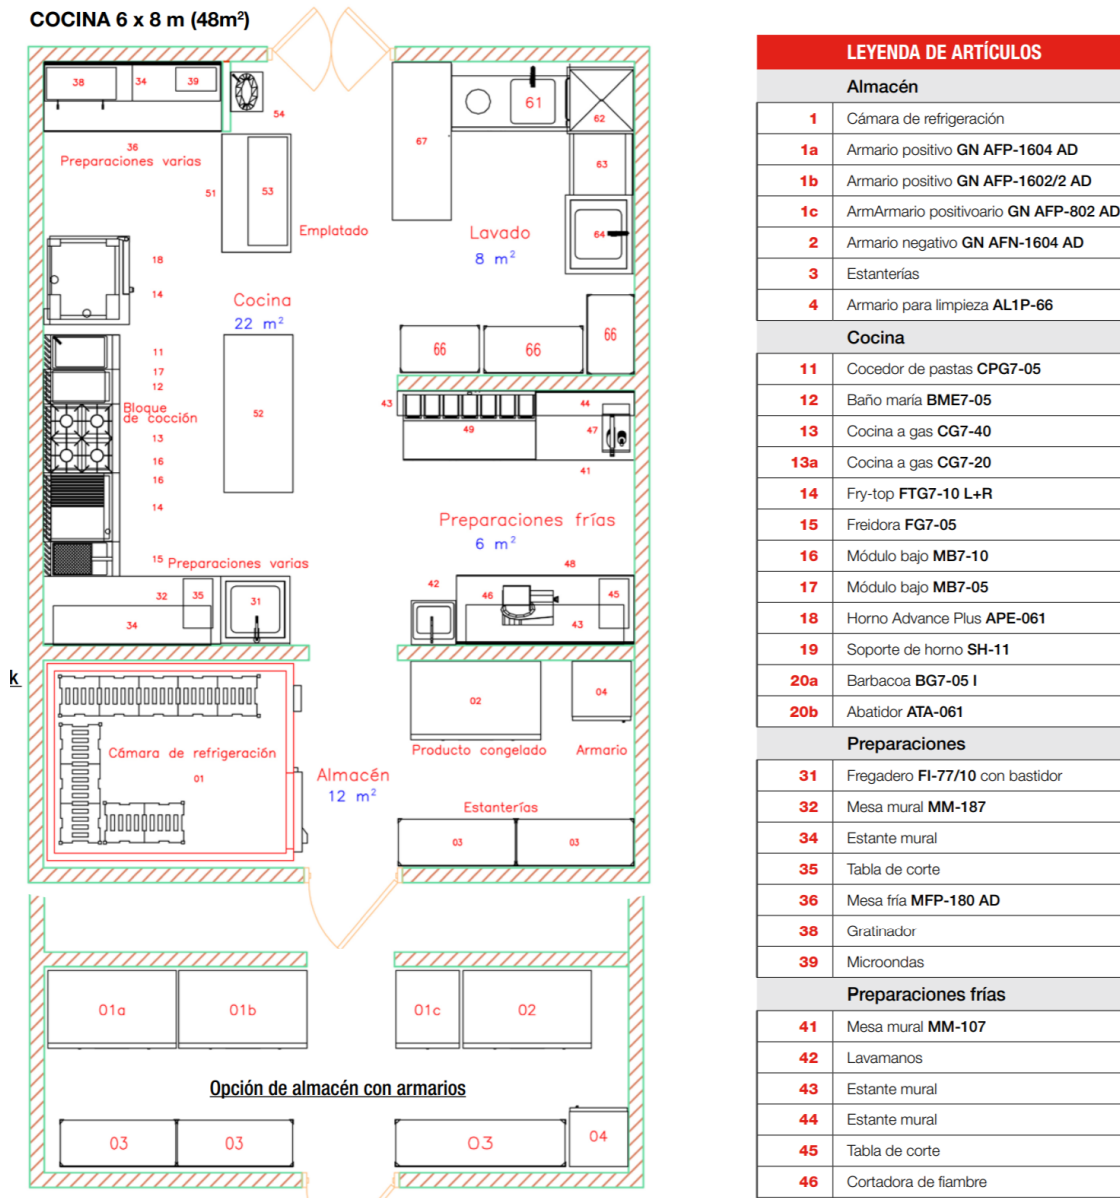 COCINA 6 x 8 m (48m²)
38
34
39
54
36
Preparaciones varias
51
53
Emplatado
67
61
62
63
64
Lavado
8 m²
18
14
Cocina
22 m²
66
66
66
11
17
12
Bloque
de cocción
13
16
16
14
15
52
43
44
49
47
41
Preparaciones frías
6 m²
Preparaciones varias
32
35
31
34
42
48
46
45
43
k
02
04
Producto congelado
Armario
Cámara de refrigeración
01
Almacén
12 m²
Estanterías
03
03
01a
01b
01c
02
Opción de almacén con armarios
03
03
03
04
LEYENDA DE ARTÍCULOS
Almacén
1 Cámara de refrigeración
1a Armario positivo GN AFP-1604 AD
1b Armario positivo GN AFP-1602/2 AD
1c ArmArmario positivoario GN AFP-802 AD
2 Armario negativo GN AFN-1604 AD
3 Estanterías
4 Armario para limpieza AL1P-66
Cocina
11 Cocedor de pastas CPG7-05
12 Baño maría BME7-05
13 Cocina a gas CG7-40
13a Cocina a gas CG7-20
14 Fry-top FTG7-10 L+R
15 Freidora FG7-05
16 Módulo bajo MB7-10
17 Módulo bajo MB7-05
18 Horno Advance Plus APE-061
19 Soporte de horno SH-11
20a Barbacoa BG7-05 I
20b Abatidor ATA-061
Preparaciones
31 Fregadero FI-77/10 con bastidor
32 Mesa mural MM-187
34 Estante mural
35 Tabla de corte
36 Mesa fría MFP-180 AD
38 Gratinador
39 Microondas
Preparaciones frías
41 Mesa mural MM-107
42 Lavamanos
43 Estante mural
44 Estante mural
45 Tabla de corte
46 Cortadora de fiambre